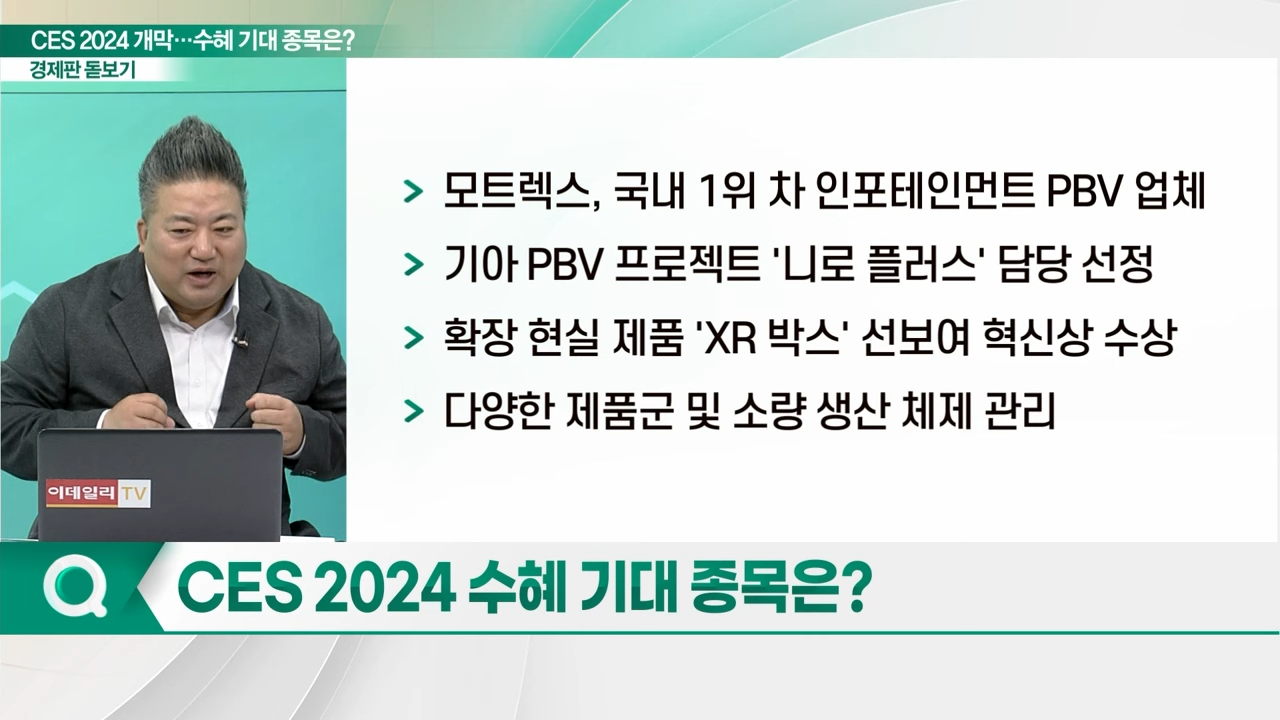 CES 2024 개막…수혜 기대 종목은?
경제판 돋보기
> 모트렉스, 국내 1위 차 인포테인먼트 PBV 업체
> 기아 PBV 프로젝트 '니로 플러스' 담당 선정
> 확장 현실 제품 'XR 박스' 선보여 혁신상 수상
> 다양한 제품군 및 소량 생산 체제 관리
이데일리 TV
CES 2024 수혜 기대 종목은?